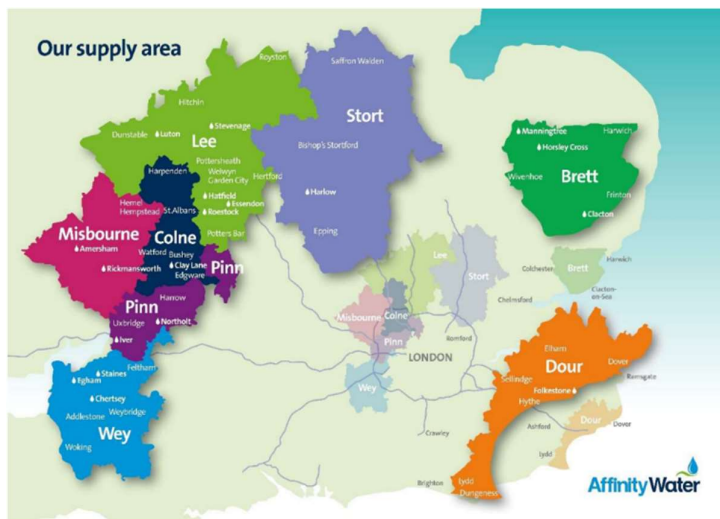 Our supply area
Royston
Saffron Walden
Hitchin
Stort
Dunstable
Luton
Stevenage
Lee
Manningtree
Harwich
Horsley Cross
Bishop's Stortford
Pottersheath
Welwyn
Garden City
Harpenden
Hertford
Wivenhoe
Brett
Hatfield
Essendon
Harlow
Frinton
Hemel
Hempstead
St.Albans
Roestock
Clacton
Misbourne
Colne
Potters Bar
Epping
Amersham
Watford
Bushey
Lee
Rickmansworth
Clay Lane
Edgware
Pinn
Stort
Colchester
Brett
Harwich
Clacton-
on-Sea
Pinn
Harrow
Chelmsford
Misbourne
Colne
Uxbridge
Northolt
Romford
Iver
Pinn
LONDON
Elham
Feltham
Dour
Dover
Staines
Egham
Wey
Sellindge
Ramsgate
Folkestone
Chertsey
Hythe
Addlestone
Weybridge
Dour
Wey
Crawley
Ashford
Dover
Woking
Lydd
Brighton
Lydd
Dungeness
AffinityWater